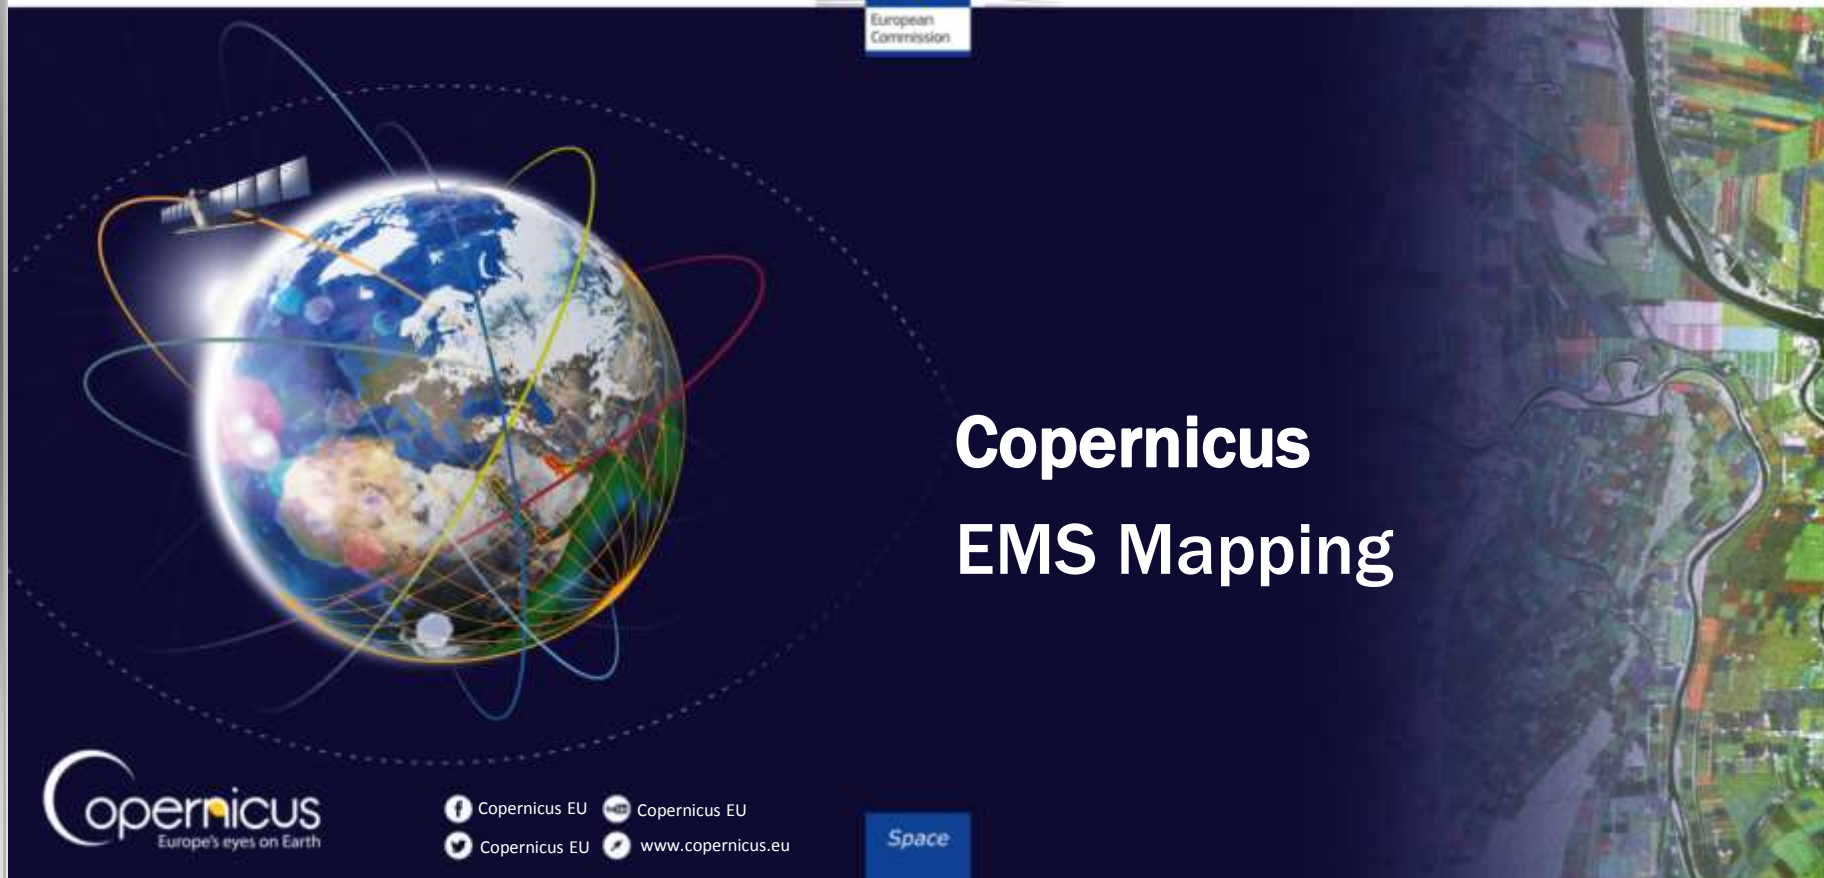 European
Commission
Copernicus
EMS Mapping
Copernicus
Europe's eyes on Earth
Copernicus EU
Copernicus EU
Copernicus EU
www.copernicus.eu
Space